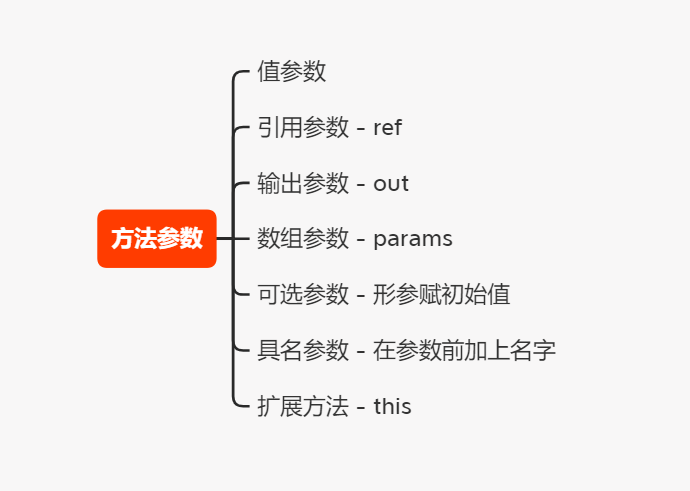 值参数
引用参数 - ref
输出参数 - out
方法参数
数组参数 - params
可选参数 - 形参赋初始值
具名参数 - 在参数前加上名字
扩展方法 - this